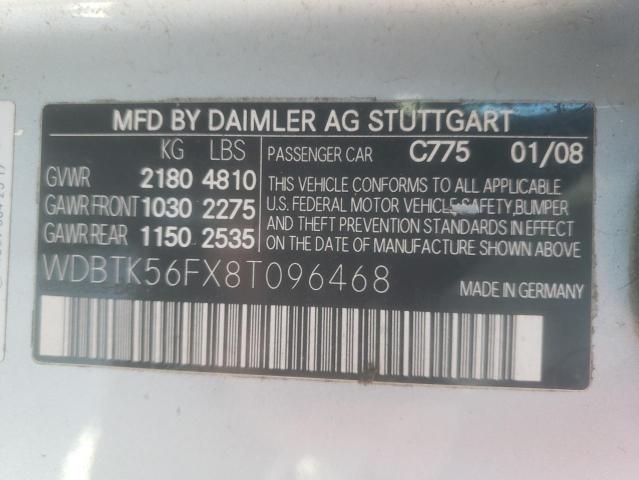 MFD BY DAIMLER AG STUTTGART
KG LBS
GVWR 2180 4810
GAWR FRONT 1030 2275
GAWR REAR 1150 2535
PASSENGER CAR C775 01/08
THIS VEHICLE CONFORMS TO ALL APPLICABLE
U.S. FEDERAL MOTOR VEHICLE SAFETY, BUMPER
AND THEFT PREVENTION STANDARDS IN EFFECT
ON THE DATE OF MANUFACTURE SHOWN ABOVE
WDBTK56FX8T096468
MADE IN GERMANY